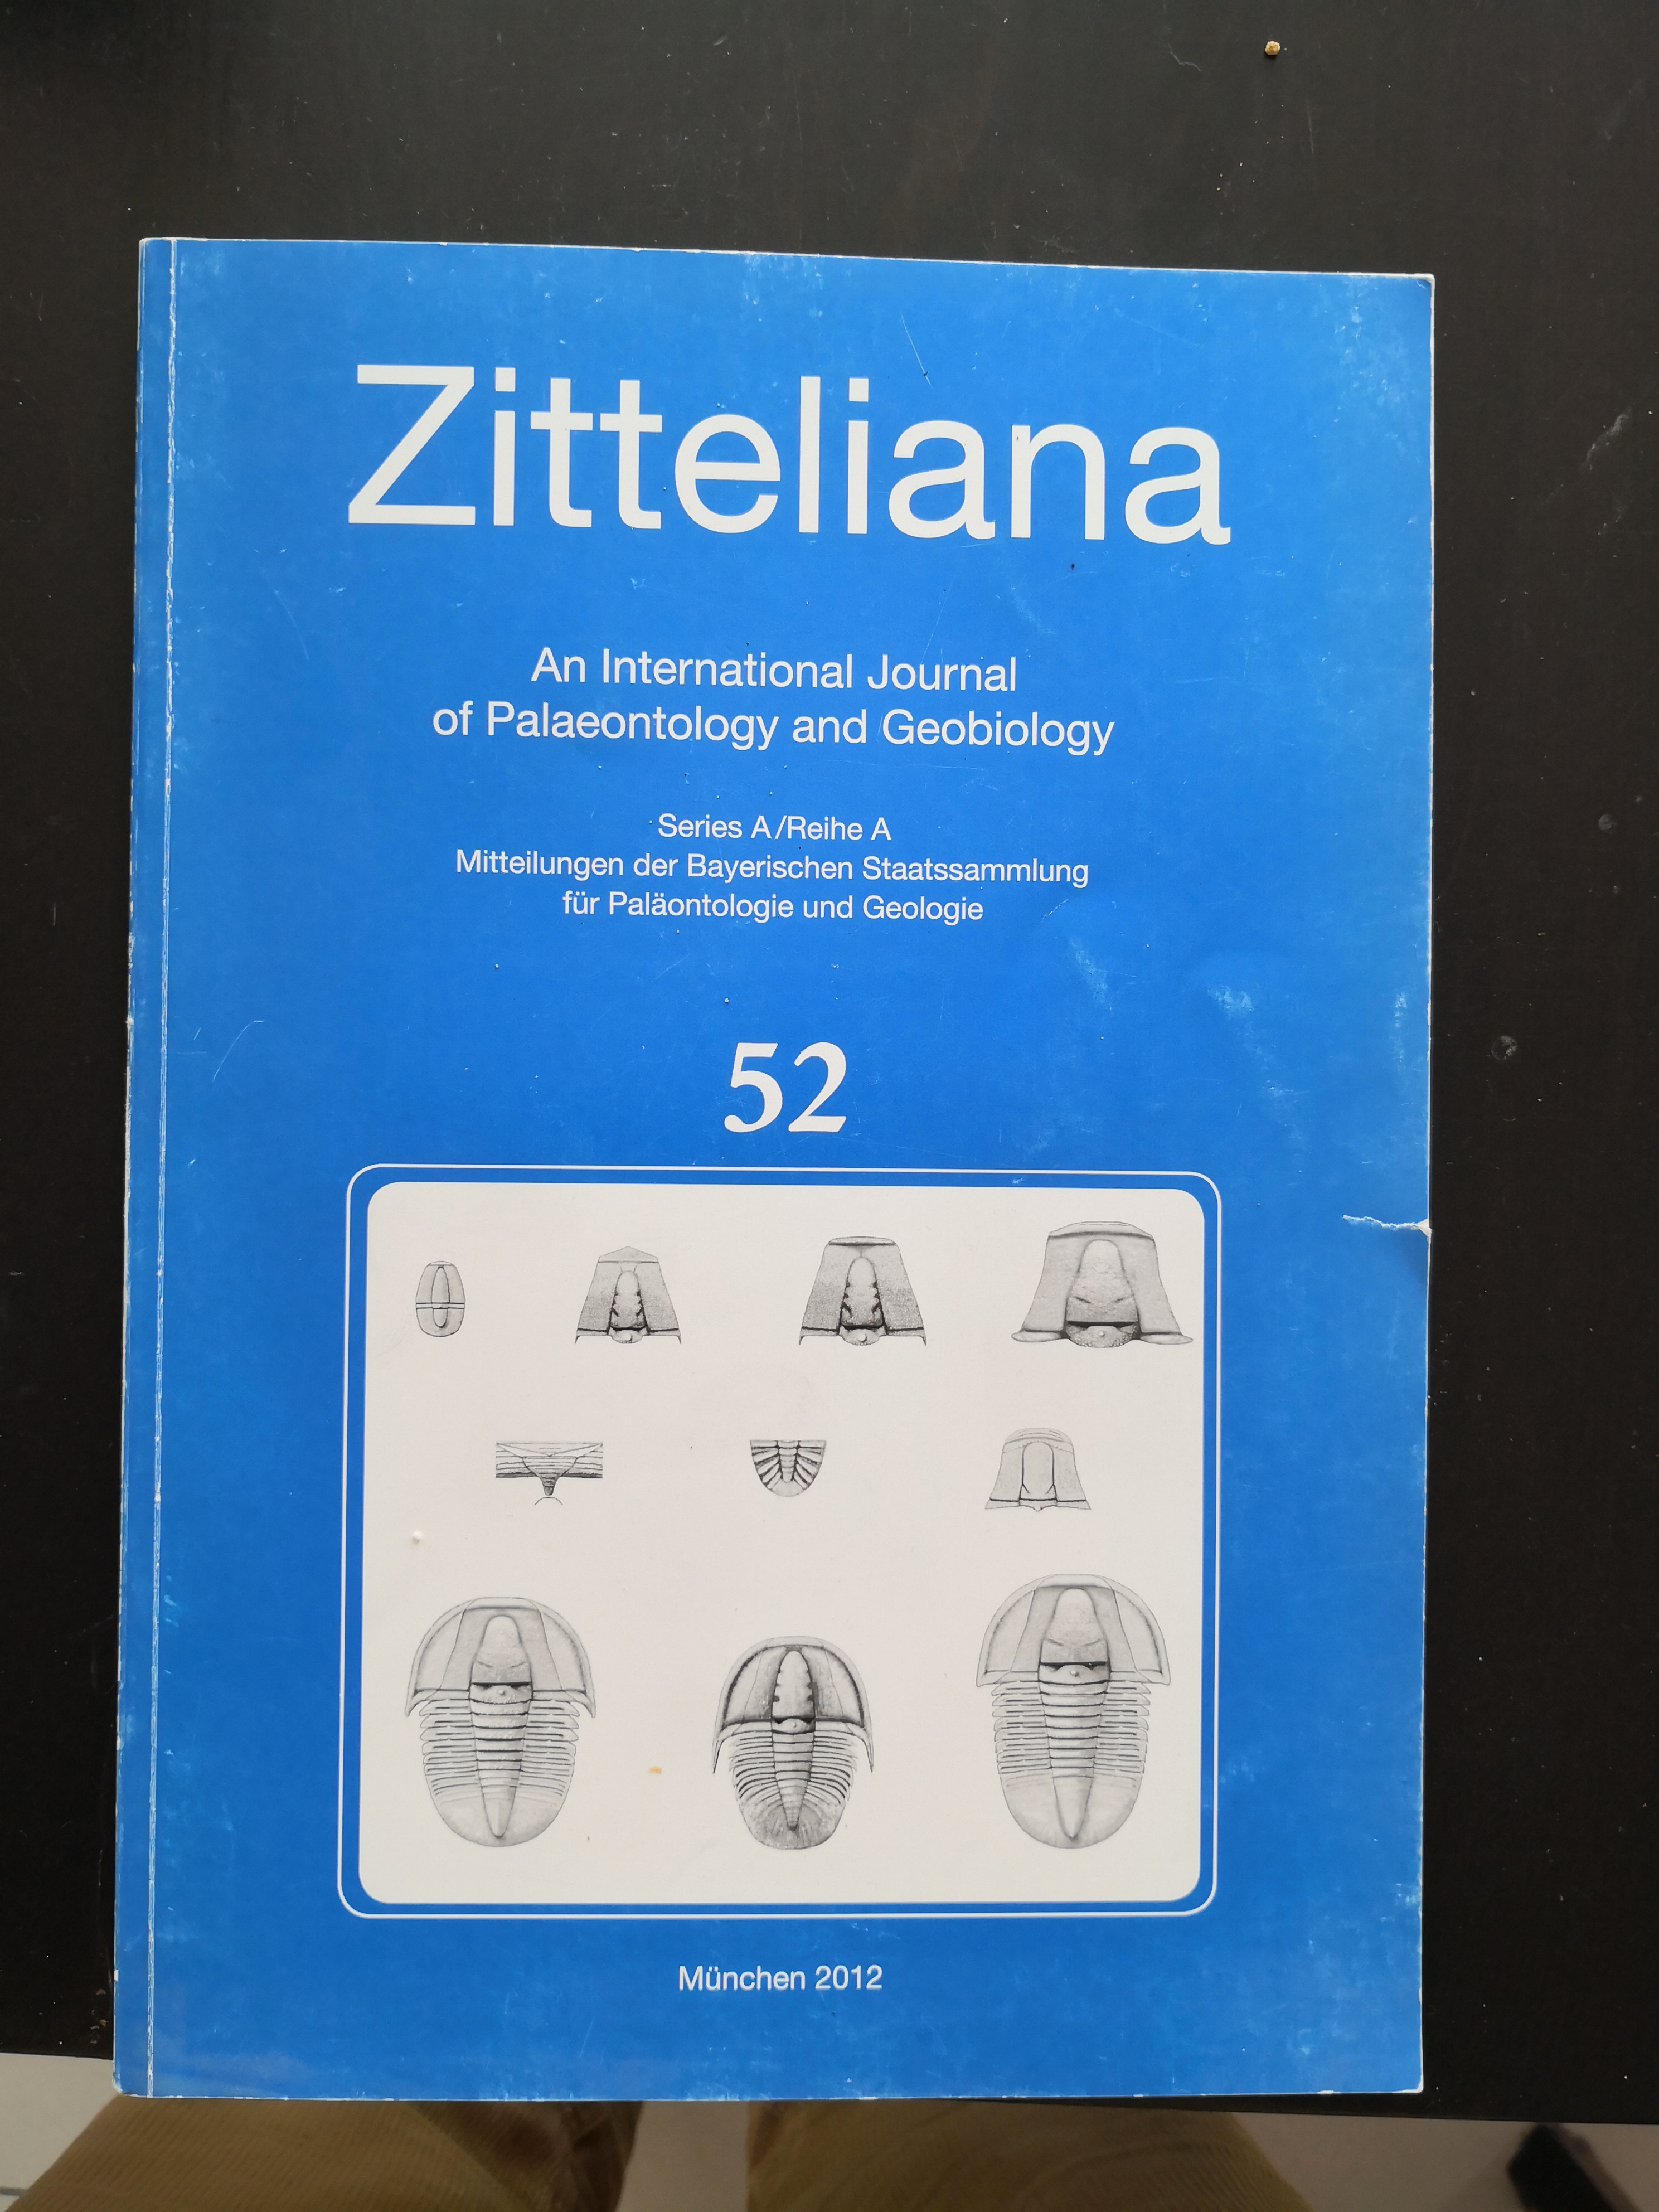 Zitteliana
An International Journal
of Palaeontology and Geobiology
Series A/Reihe A
Mitteilungen der Bayerischen Staatssammlung
für Paläontologie und Geologie
52
München 2012